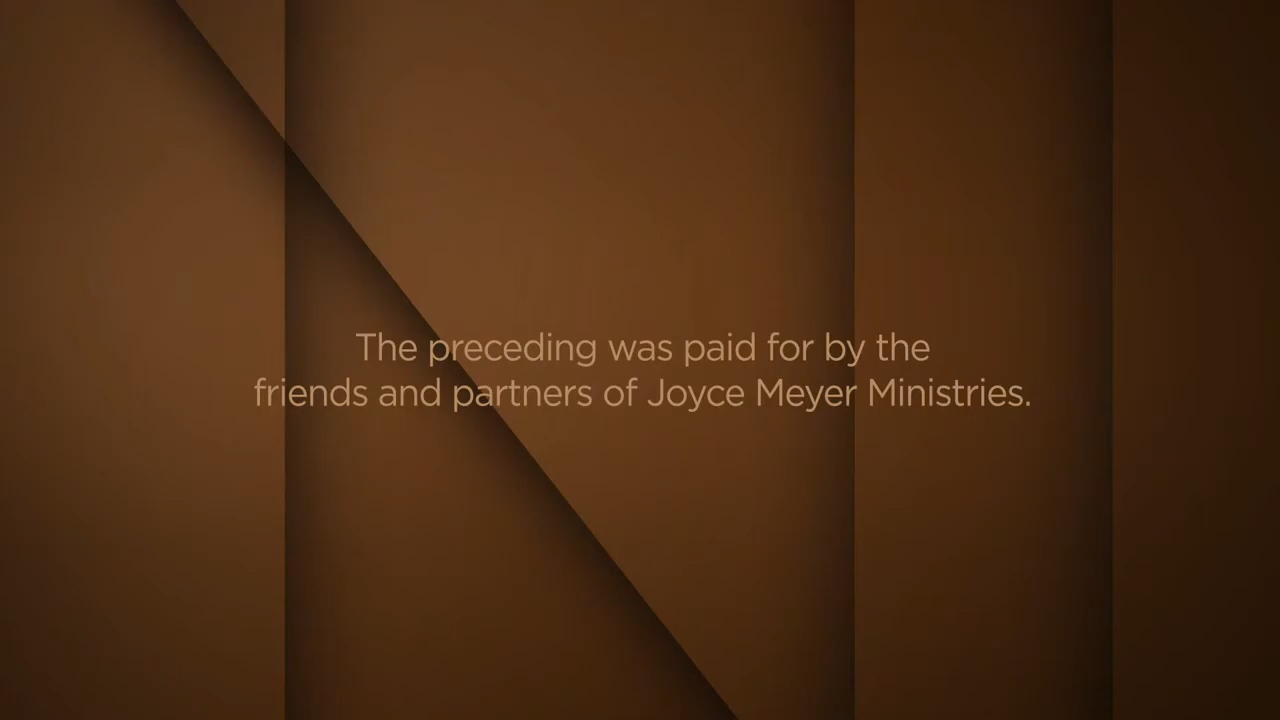 The preceding was paid for by the
friends and partners of Joyce Meyer Ministries.